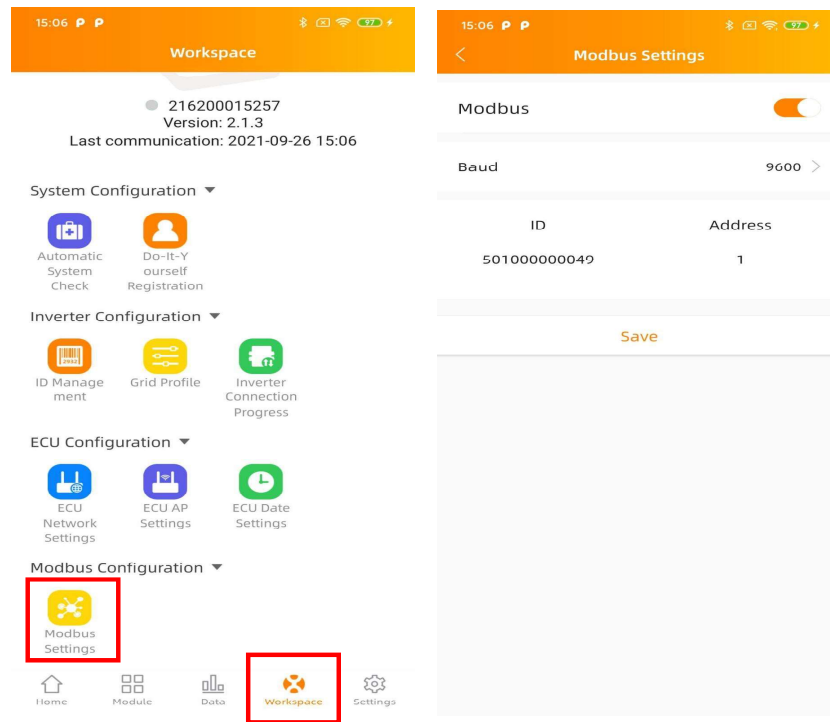 15:06 P P
97
Workspace
216200015257
Version: 2.1.3
Last communication: 2021-09-26 15:06
System Configuration
Automatic
System
Check
Do-It-Y
ourself
Registration
Inverter Configuration
2932
ID Manage
ment
Grid Profile
Inverter
Connection
Progress
ECU Configuration
ECU
Network
Settings
ECU AP
Settings
ECU Date
Settings
Modbus Configuration
Modbus
Settings
Home
Module
Data
Workspace
Settings
15:06 P P
97
Modbus Settings
Modbus
Baud 9600
ID Address
501000000049 1
Save